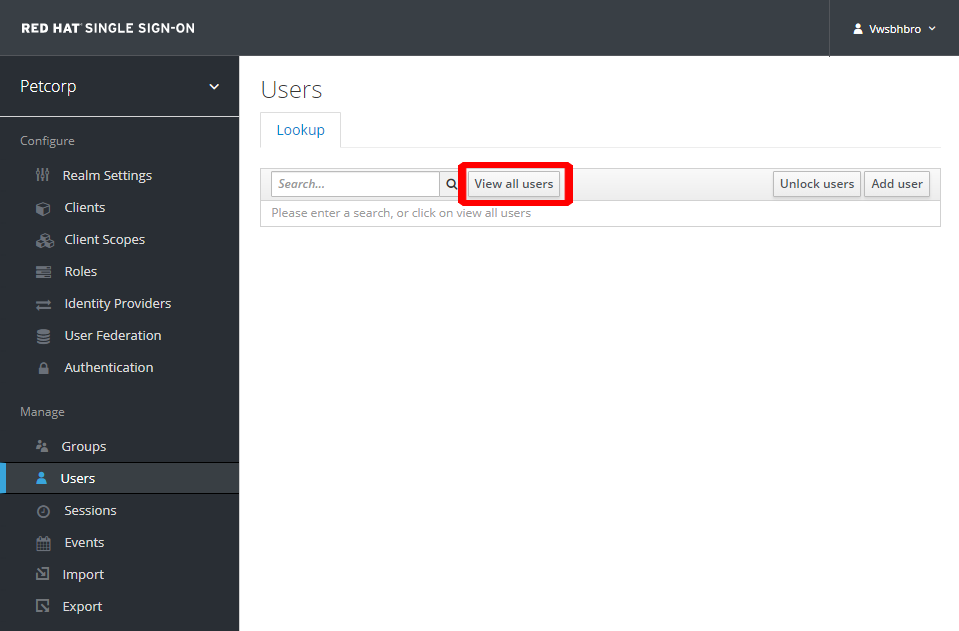 RED HAT SINGLE SIGN-ON
Vwsbhbro
Petcorp
Configure
Realm Settings
Clients
Client Scopes
Roles
Identity Providers
User Federation
Authentication
Manage
Groups
Users
Sessions
Events
Import
Export
Users
Lookup
Search...
View all users
Unlock users
Add user
Please enter a search, or click on view all users